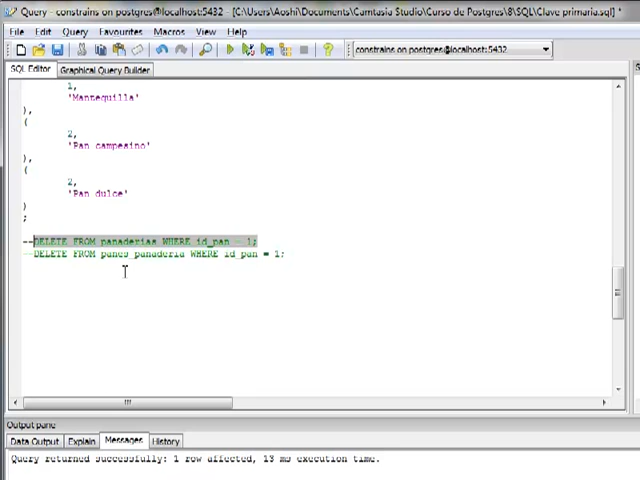 Query - constrains on postgres@localhost:5432 - [C:\Users\Aoshi\Documents\Camtasia Studio\Curso de Postgres\8\SQL\Clave primaria.sql] *
File Edit Query Favourites Macros View Help
constrains on postgres@localhost:5432
SQL Editor Graphical Query Builder
1,
'Mantequilla'
),
(
2,
'Pan campesino'
),
(
2,
'Pan dulce'
)
;
--DELETE FROM panaderias WHERE id_pan = 1;
--DELETE FROM panes_panaderia WHERE id_pan = 1;
Output pane
Data Output Explain Messages History
Query returned successfully: 1 row affected, 13 ms execution time.